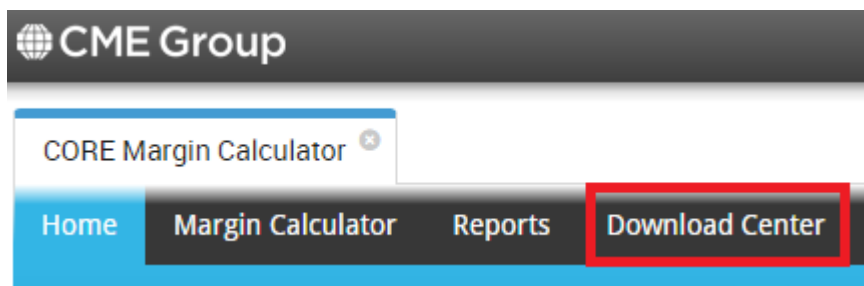 CME Group
CORE Margin Calculator
Home Margin Calculator Reports Download Center